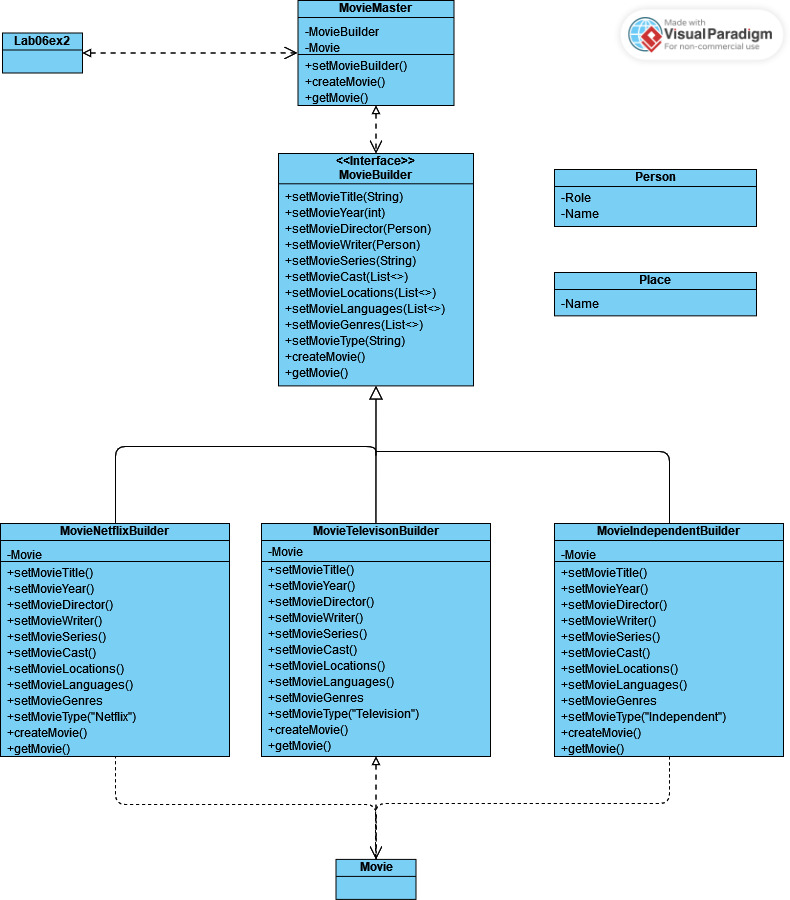 MovieMaster
-MovieBuilder
-Movie
+setMovieBuilder()
+createMovie()
+getMovie()
Lab06ex2
Made with
Visual Paradigm
For non-commercial use
<<Interface>>
MovieBuilder
+setMovieTitle(String)
+setMovieYear(int)
+setMovieDirector(Person)
+setMovieWriter(Person)
+setMovieSeries(String)
+setMovieCast(List<>)
+setMovieLocations(List<>)
+setMovieLanguages(List<>)
+setMovieGenres(List<>)
+setMovieType(String)
+createMovie()
+getMovie()
Person
-Role
-Name
Place
-Name
MovieNetflixBuilder
-Movie
+setMovieTitle()
+setMovieYear()
+setMovieDirector()
+setMovieWriter()
+setMovieSeries()
+setMovieCast()
+setMovieLocations()
+setMovieLanguages()
+setMovieGenres
+setMovieType("Netflix")
+createMovie()
+getMovie()
MovieTelevisonBuilder
-Movie
+setMovieTitle()
+setMovieYear()
+setMovieDirector()
+setMovieWriter()
+setMovieSeries()
+setMovieCast()
+setMovieLocations()
+setMovieLanguages()
+setMovieGenres
+setMovieType("Television")
+createMovie()
+getMovie()
MovieIndependentBuilder
-Movie
+setMovieTitle()
+setMovieYear()
+setMovieDirector()
+setMovieWriter()
+setMovieSeries()
+setMovieCast()
+setMovieLocations()
+setMovieLanguages()
+setMovieGenres
+setMovieType("Independent")
+createMovie()
+getMovie()
Movie